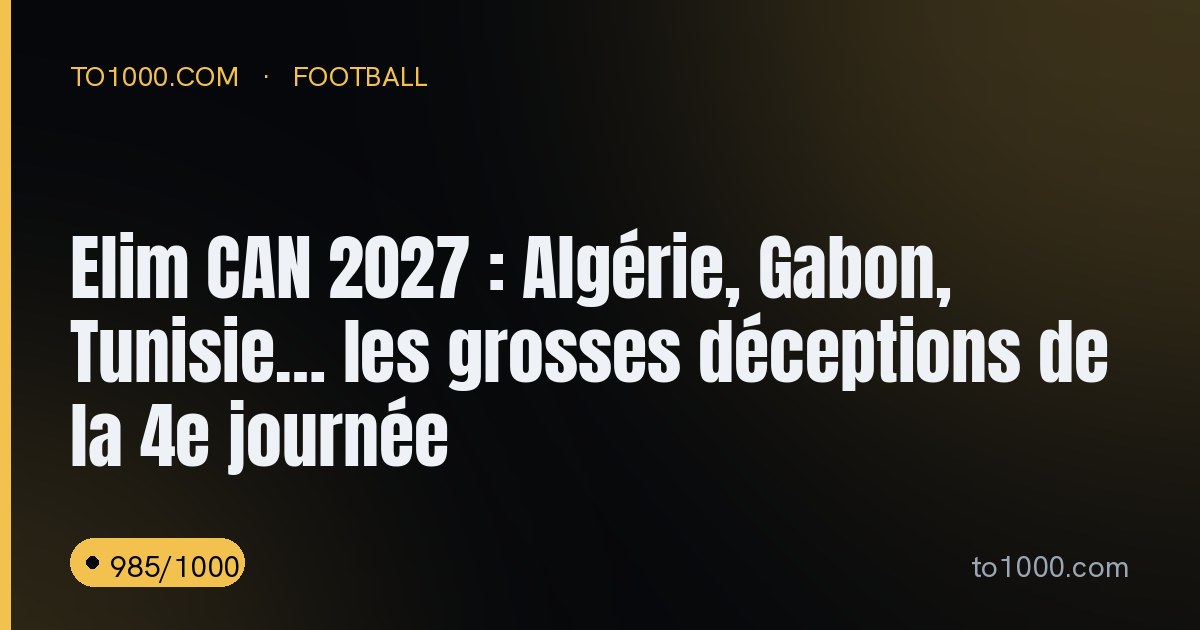 TO1000.COM · FOOTBALL
Elim CAN 2027 : Algérie, Gabon,
Tunisie... les grosses déceptions de
la 4e journée
985/1000
to1000.com